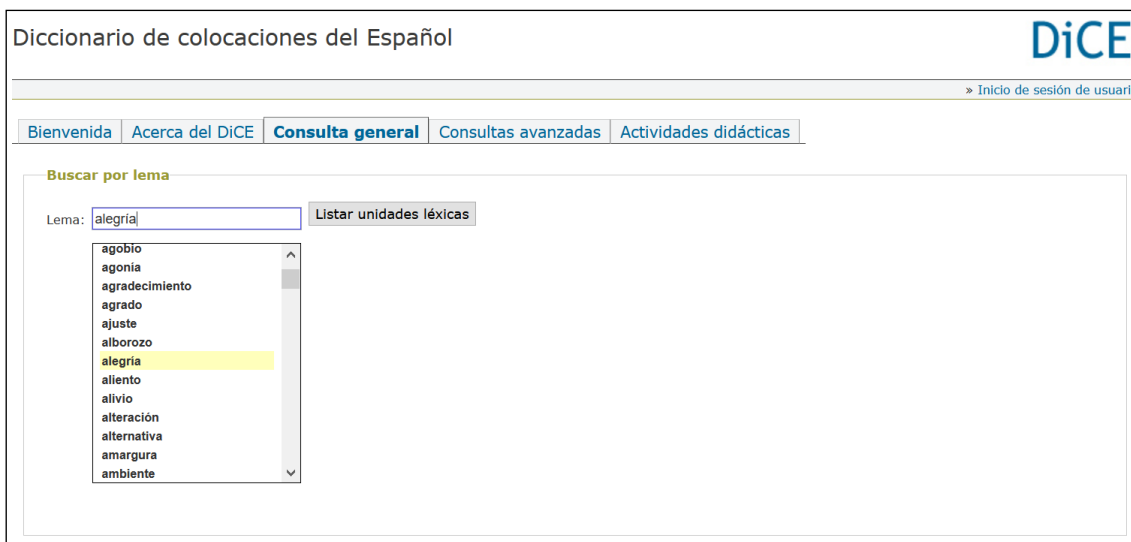 Diccionario de colocaciones del Español
DiCE
» Inicio de sesión de usuari
Bienvenida Acerca del DiCE Consulta general Consultas avanzadas Actividades didácticas
Buscar por lema
Lema: alegría Listar unidades léxicas
agobio
agonía
agradecimiento
agrado
ajuste
alborozo
alegría
aliento
alivio
alteración
alternativa
amargura
ambiente